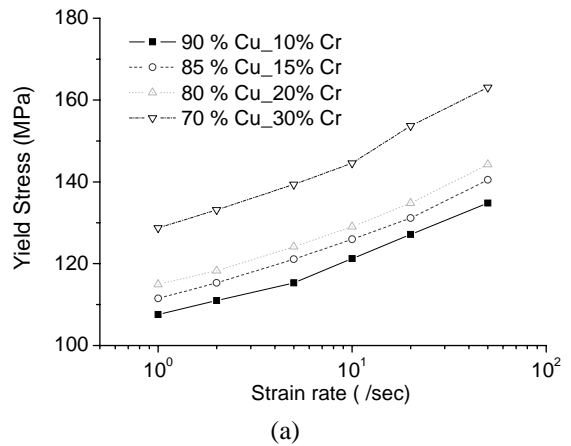 180
160
140
120
100
Yield Stress (MPa)
90 % Cu_10% Cr
85 % Cu_15% Cr
80 % Cu_20% Cr
70 % Cu_30% Cr
10⁰ 10¹ 10²
Strain rate ( /sec)
(a)